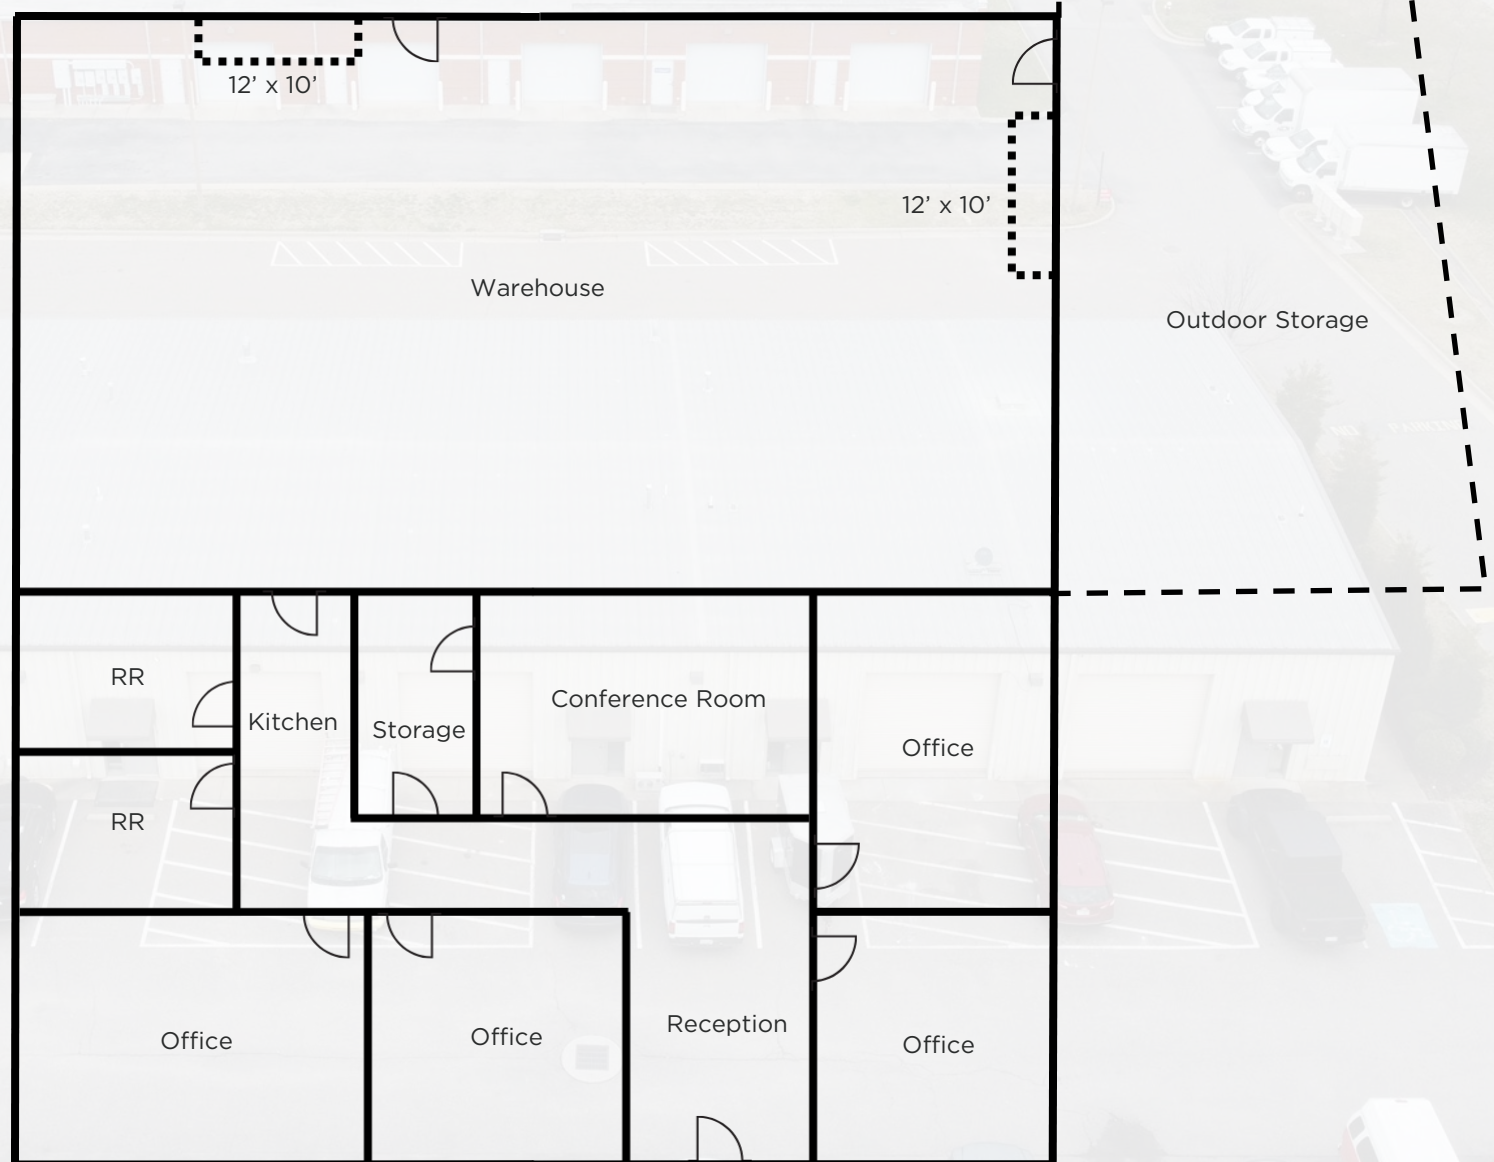 12’ x 10’
12’ x 10’
Warehouse
Outdoor Storage
RR
Conference Room
Kitchen
Storage
Office
RR
Reception
Office
Office
Office